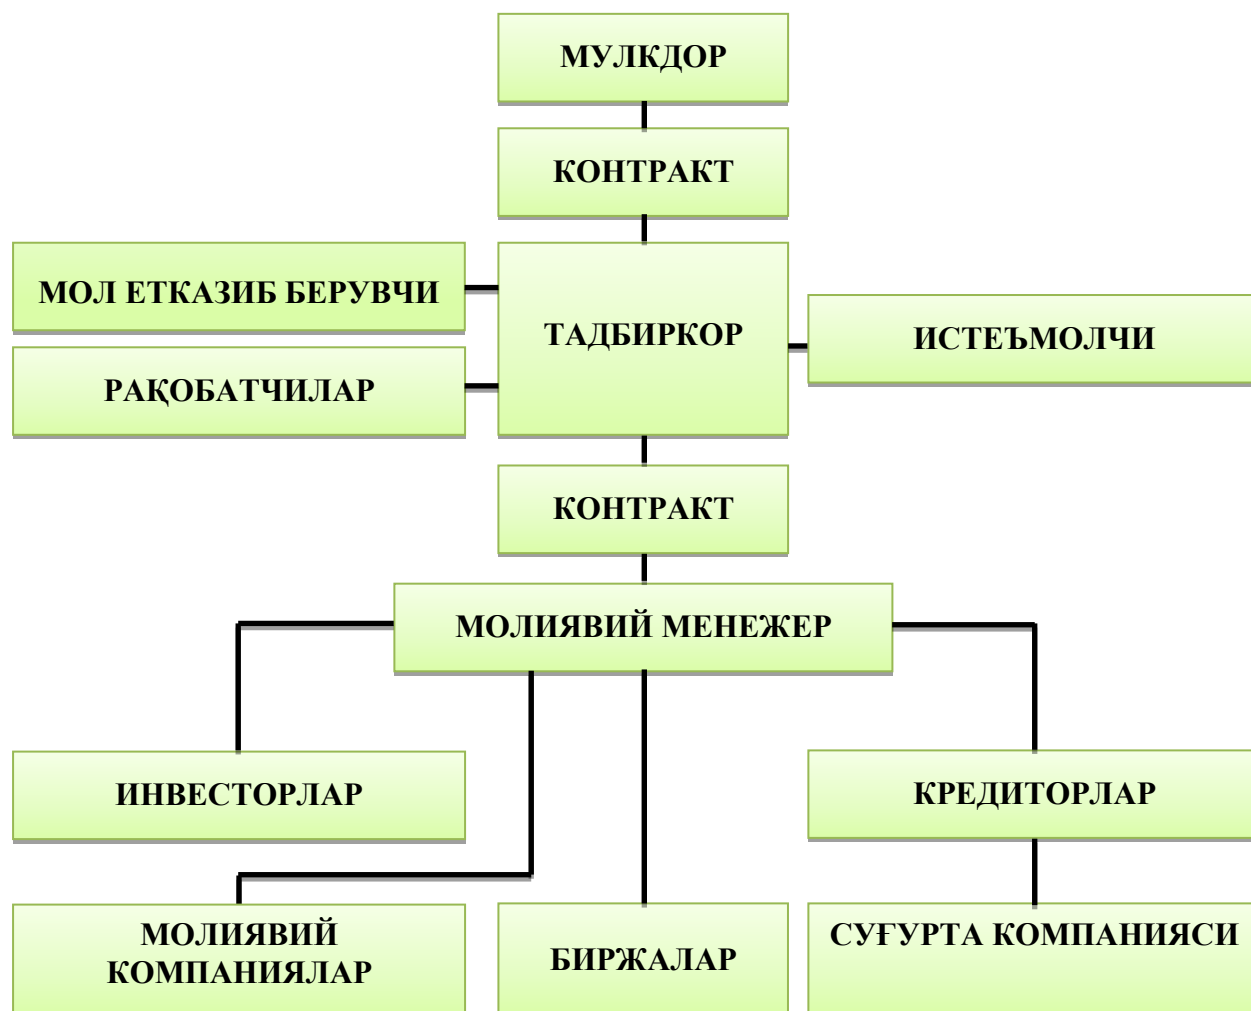 МУЛКДОР
КОНТРАКТ
МОЛ ЕТКАЗИБ БЕРУВЧИ
ТАДБИРКОР
ИСТЕЪМОЛЧИ
РАҚОБАТЧИЛАР
КОНТРАКТ
МОЛИЯВИЙ МЕНЕЖЕР
ИНВЕСТОРЛАР
КРЕДИТОРЛАР
МОЛИЯВИЙ
КОМПАНИЯЛАР
БИРЖАЛАР
СУҒУРТА КОМПАНИЯСИ